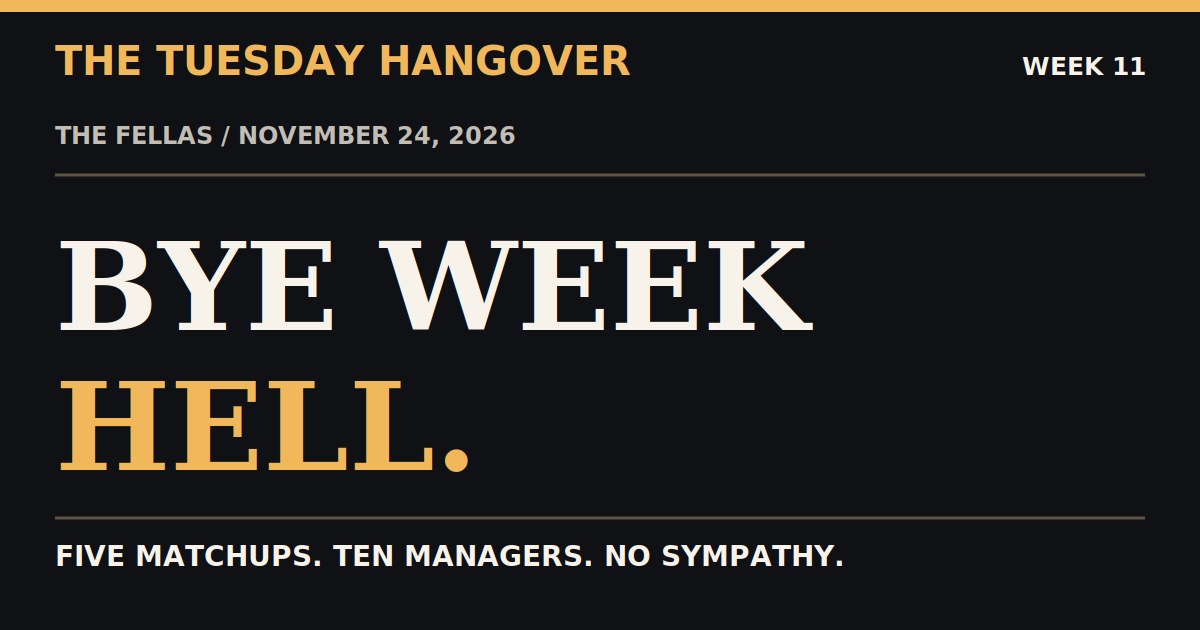 THE TUESDAY HANGOVER
WEEK 11
THE FELLAS / NOVEMBER 24, 2026
BYE WEEK
HELL.
FIVE MATCHUPS. TEN MANAGERS. NO SYMPATHY.